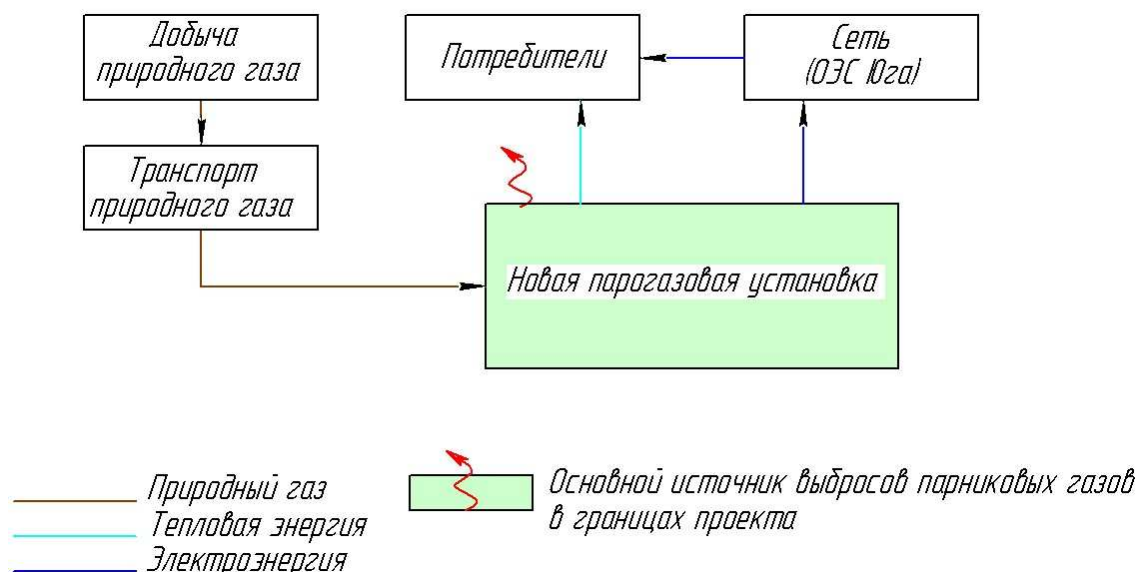 Добыча
природного газа
Потребители
Сеть
(ОЭС Юга)
Транспорт
природного газа
Новая парогазовая установка
Природный газ
Тепловая энергия
Электроэнергия
Основной источник выбросов парниковых газов
в границах проекта